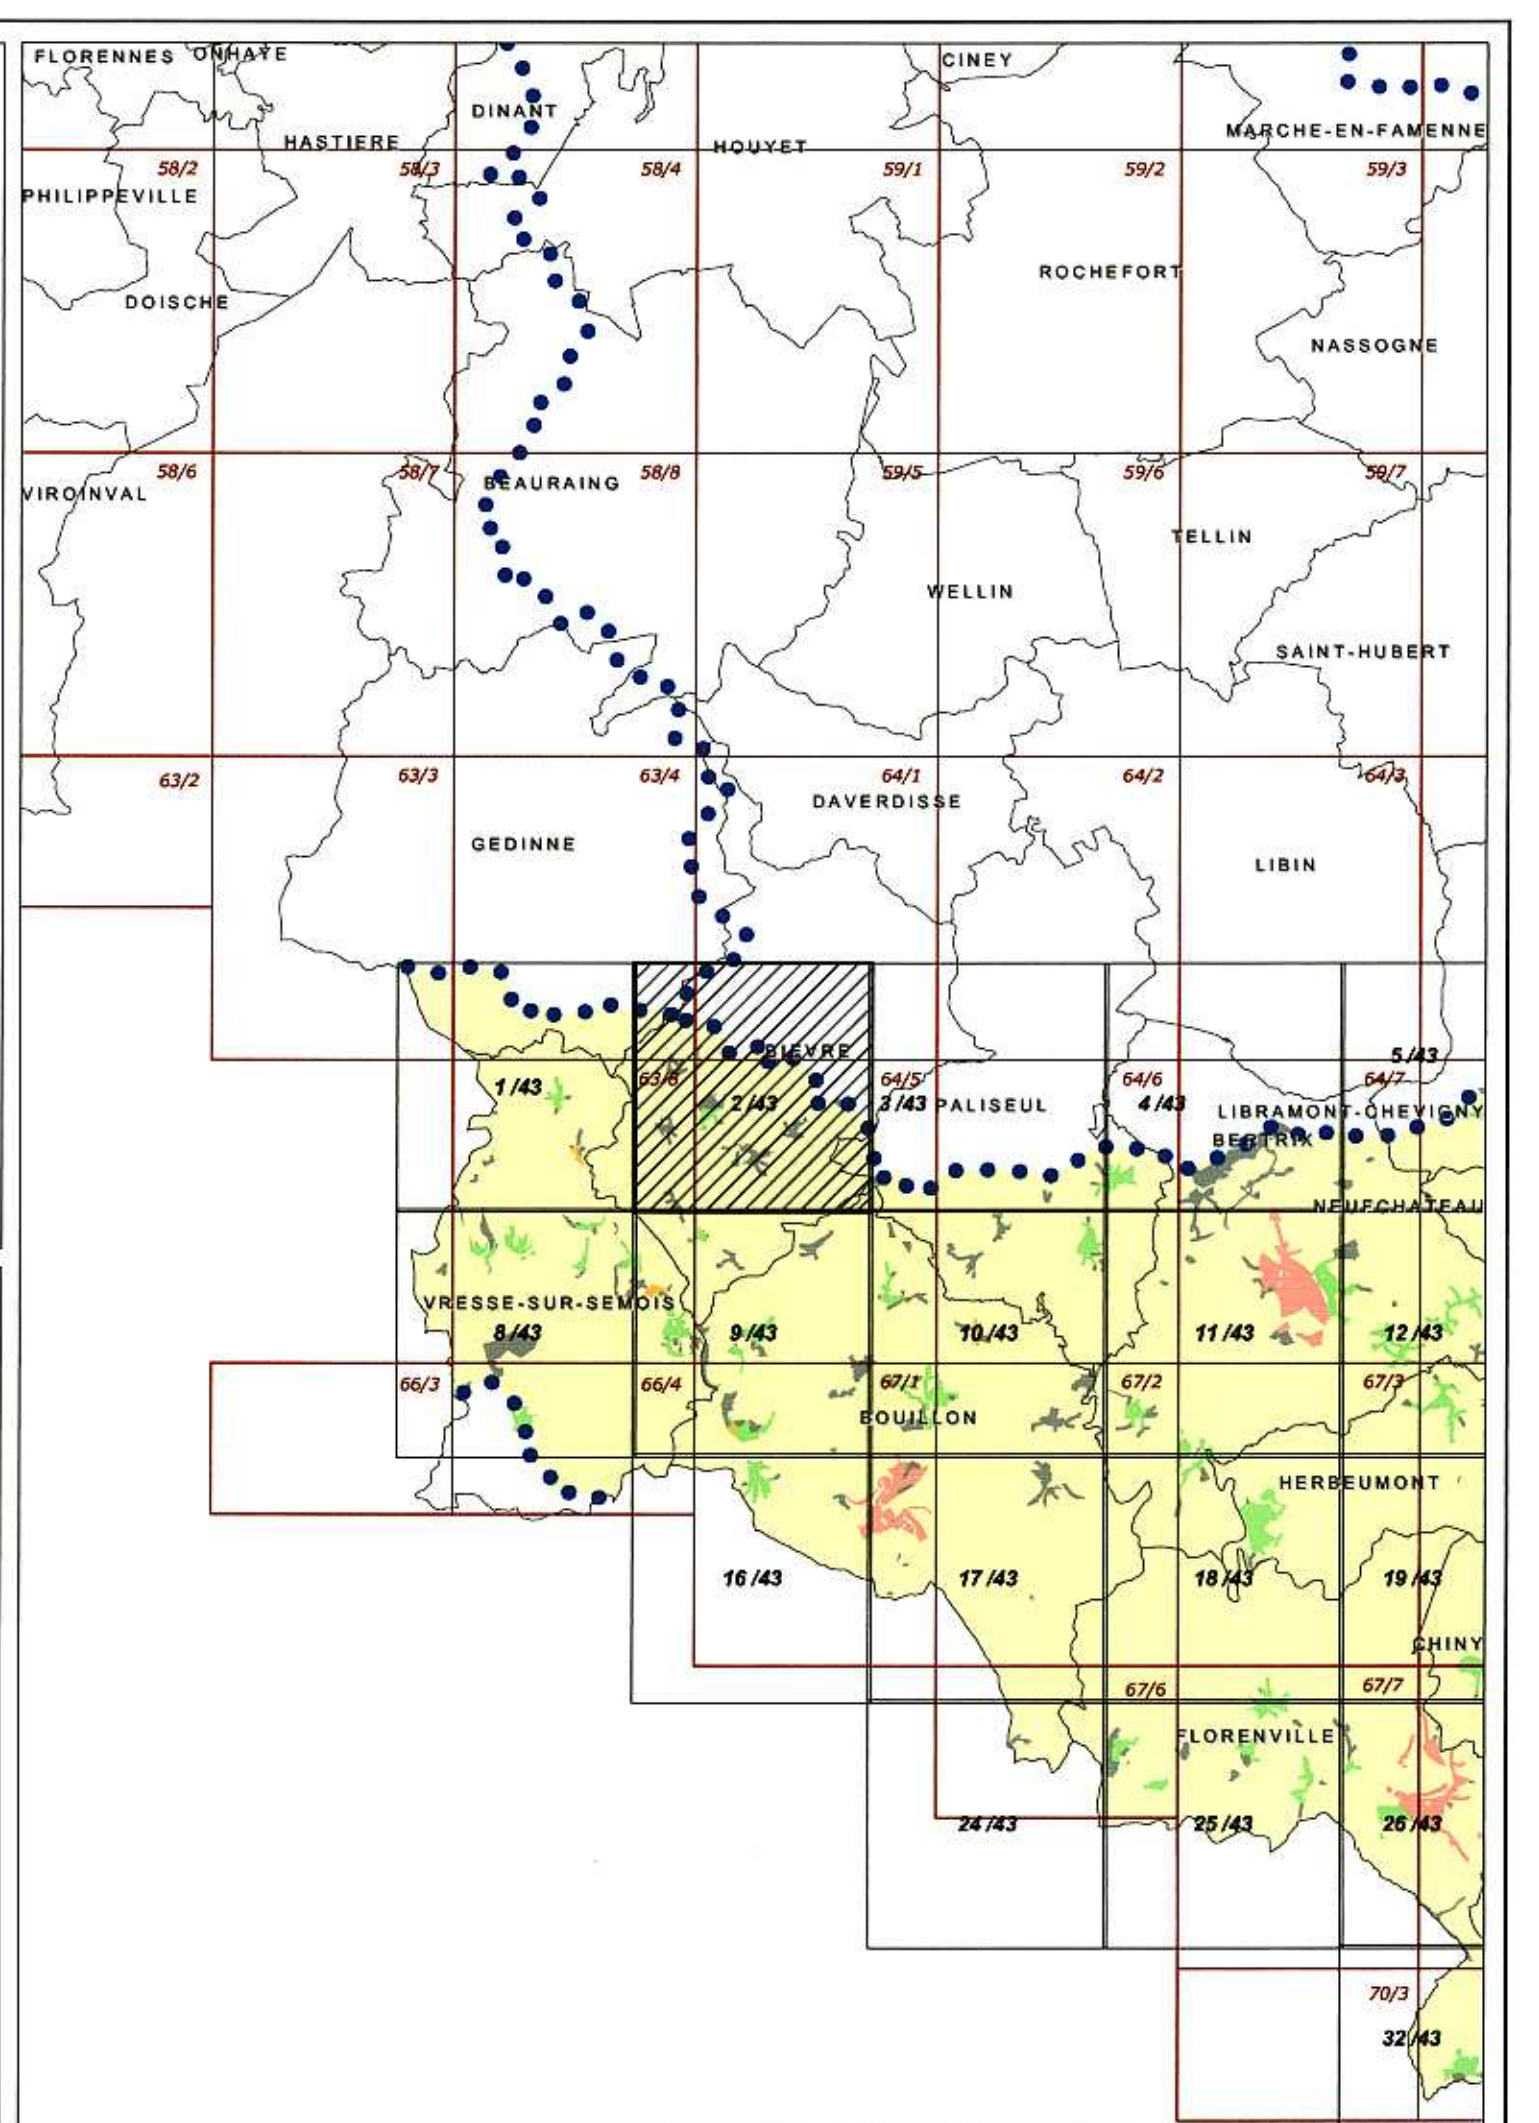 FLORENNES ONHAYE CINEY
DINANT
MARCHE-EN-FAMENNE
HASTIERE HOUYET
58/2 58/3 58/4 59/1 59/2 59/3
PHILIPPEVILLE
ROCHEFORT
DOISCHE
NASSOGNE
58/6 58/7 58/8 59/5 59/6 59/7
VIROINVAL BEAURAING
TELLIN
WELLIN
SAINT-HUBERT
63/2 63/3 63/4 64/1 64/2 64/3
DAVERDISSE
GEDINNE
LIBIN
BIEVRE 5/43
63/8 64/5 64/6 64/7
1/43 2/43 3/43 PALISEUL 4/43 LIBRAMONT-CHEVIGNY
BERTRIX
NEUFCHATEAU
VRESSE-SUR-SEMOIS
8/43 9/43 10/43 11/43 12/43
66/3 66/4 67/1 67/2 67/3
BOUILLON
HERBEUMONT
16/43 17/43 18/43 19/43
CHINY
67/6 67/7
FLORENVILLE
24/43 25/43 26/43
70/3
32/43